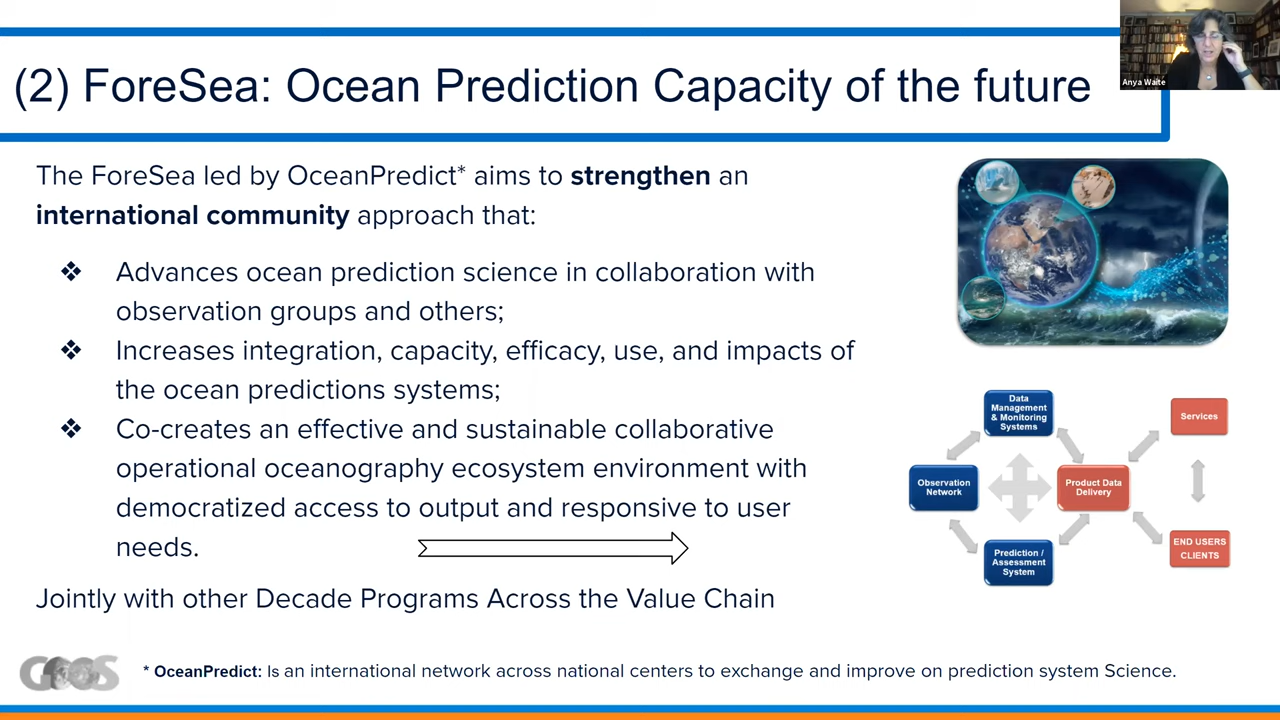 (2) ForeSea: Ocean Prediction Capacity of the future
Anya Waite
The ForeSea led by OceanPredict* aims to strengthen an
international community approach that:
❖ Advances ocean prediction science in collaboration with
observation groups and others;
❖ Increases integration, capacity, efficacy, use, and impacts of
the ocean predictions systems;
❖ Co-creates an effective and sustainable collaborative
operational oceanography ecosystem environment with
democratized access to output and responsive to user
needs.
Jointly with other Decade Programs Across the Value Chain
Data
Management
& Monitoring
Systems
Services
Observation
Network
Product Data
Delivery
Prediction /
Assessment
System
END USERS
CLIENTS
GOOS
* OceanPredict: Is an international network across national centers to exchange and improve on prediction system Science.